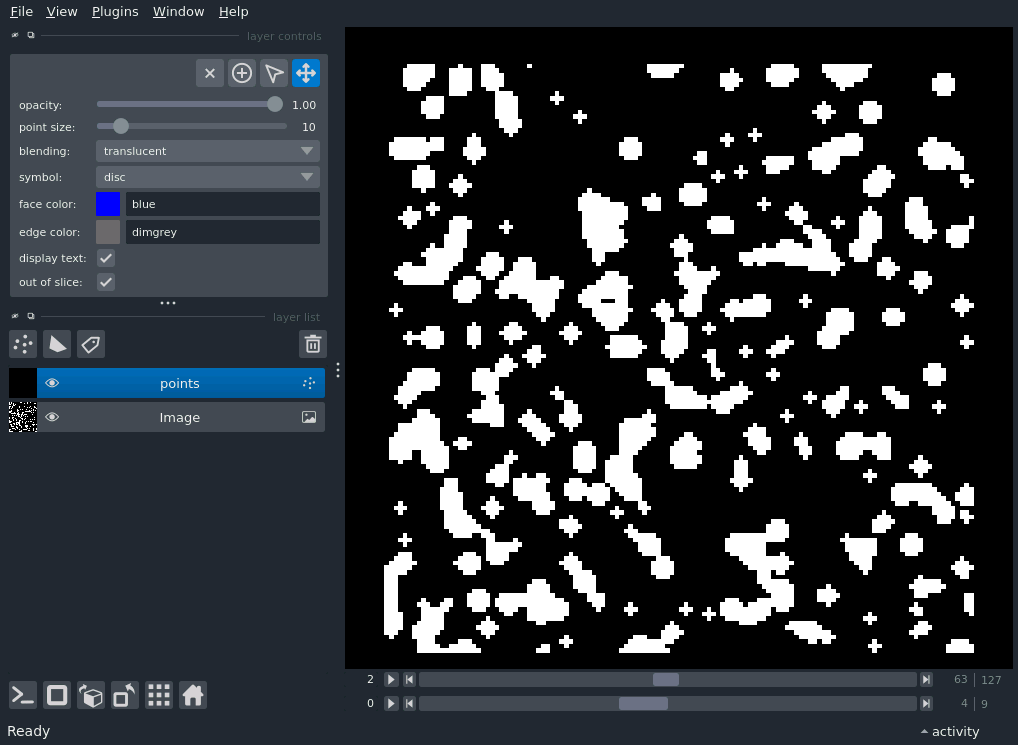 File View Plugins Window Help
layer controls
opacity: 1.00
point size: 10
blending: translucent
symbol: disc
face color: blue
edge color: dimgrey
display text:
out of slice:
layer list
points
Image
2 63 | 127
0 4 | 9
Ready activity